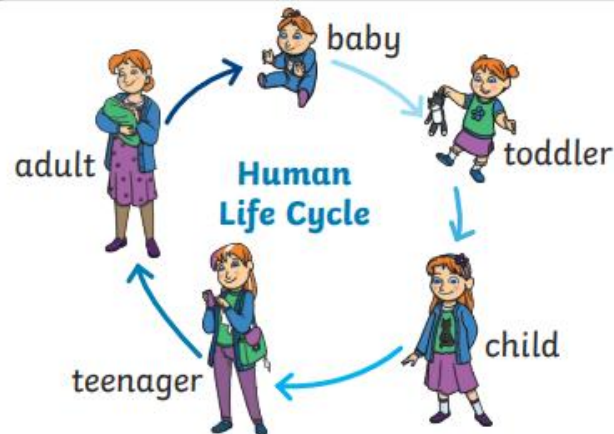 baby
toddler
child
teenager
adult
Human
Life Cycle